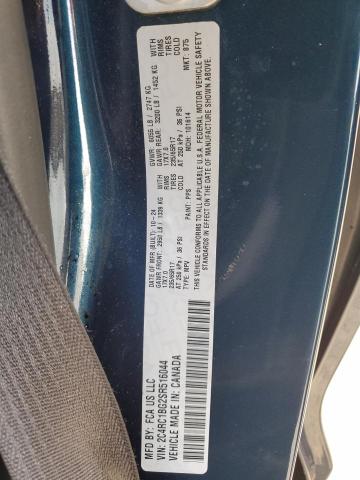 MFD BY: FCA US LLC
DATE OF MFR (BUILT): 10-24
GVWR: 6055 LB / 2747 KG
GAWR FRONT: 2950 LB / 1339 KG
GAWR REAR: 3200 LB / 1452 KG
WITH
17X7.0
17X7.0
RIMS
235/65R17
235/65R17
TIRES
AT 250 kPa / 36 PSI
AT 250 kPa / 36 PSI
COLD
THIS VEHICLE CONFORMS TO ALL APPLICABLE U.S.A. FEDERAL MOTOR VEHICLE SAFETY
STANDARDS IN EFFECT ON THE DATE OF MANUFACTURE SHOWN ABOVE.
VIN: 2C4RC1BG2SR516044
TYPE: MPV
PAINT: PPS
MDH: 101614
MKT: 875
VEHICLE MADE IN: CANADA